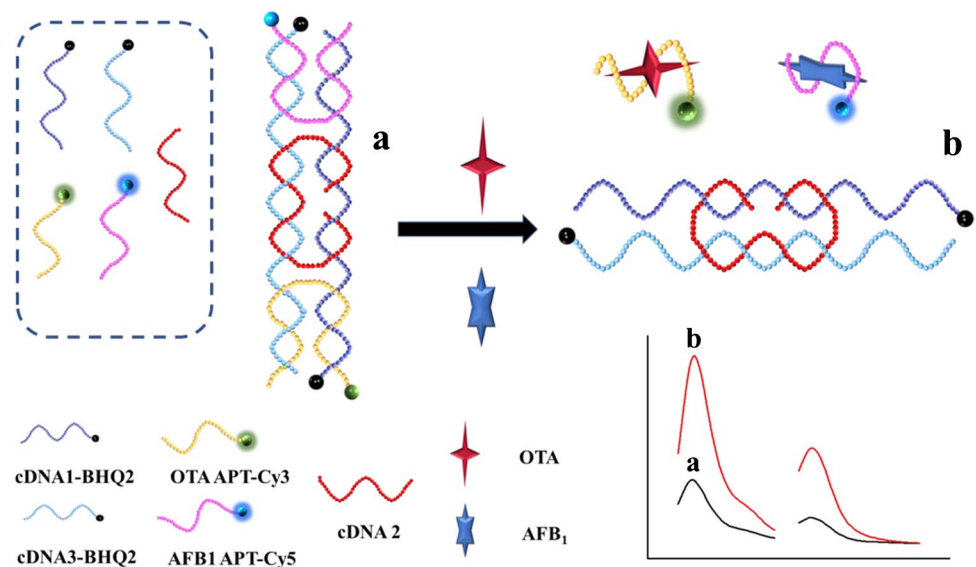 a
b
b
a
cDNA1-BHQ2
OTA APT-Cy3
OTA
cDNA 2
cDNA3-BHQ2
AFB1 APT-Cy5
AFB₁